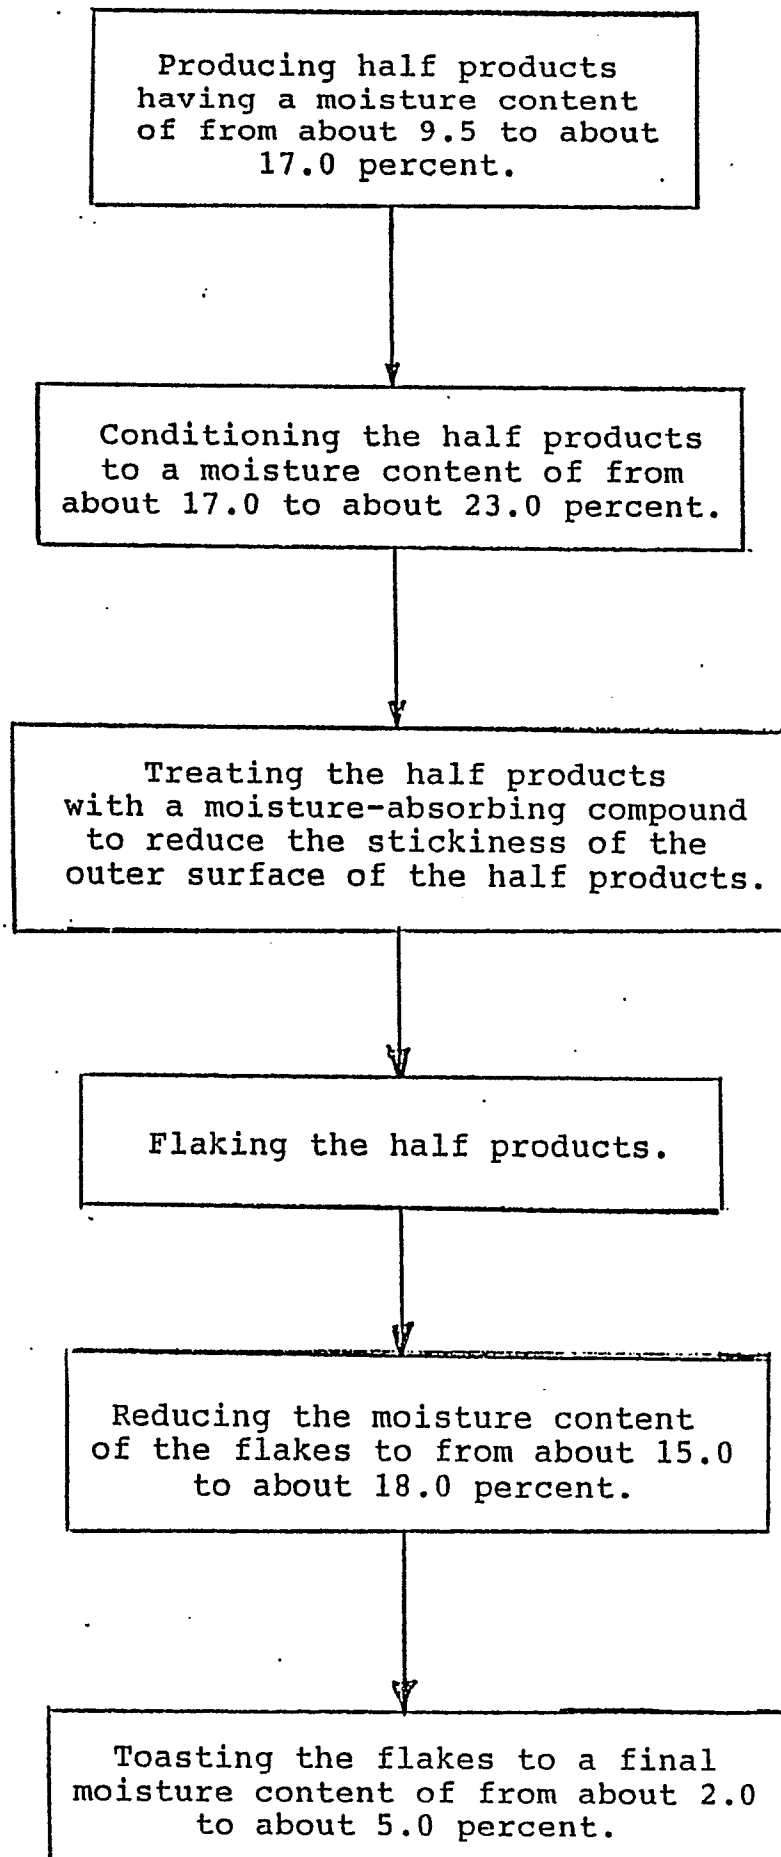 Producing half products
having a moisture content
of from about 9.5 to about
17.0 percent.
Conditioning the half products
to a moisture content of from
about 17.0 to about 23.0 percent.
Treating the half products
with a moisture-absorbing compound
to reduce the stickiness of the
outer surface of the half products.
Flaking the half products.
Reducing the moisture content
of the flakes to from about 15.0
to about 18.0 percent.
Toasting the flakes to a final
moisture content of from about 2.0
to about 5.0 percent.